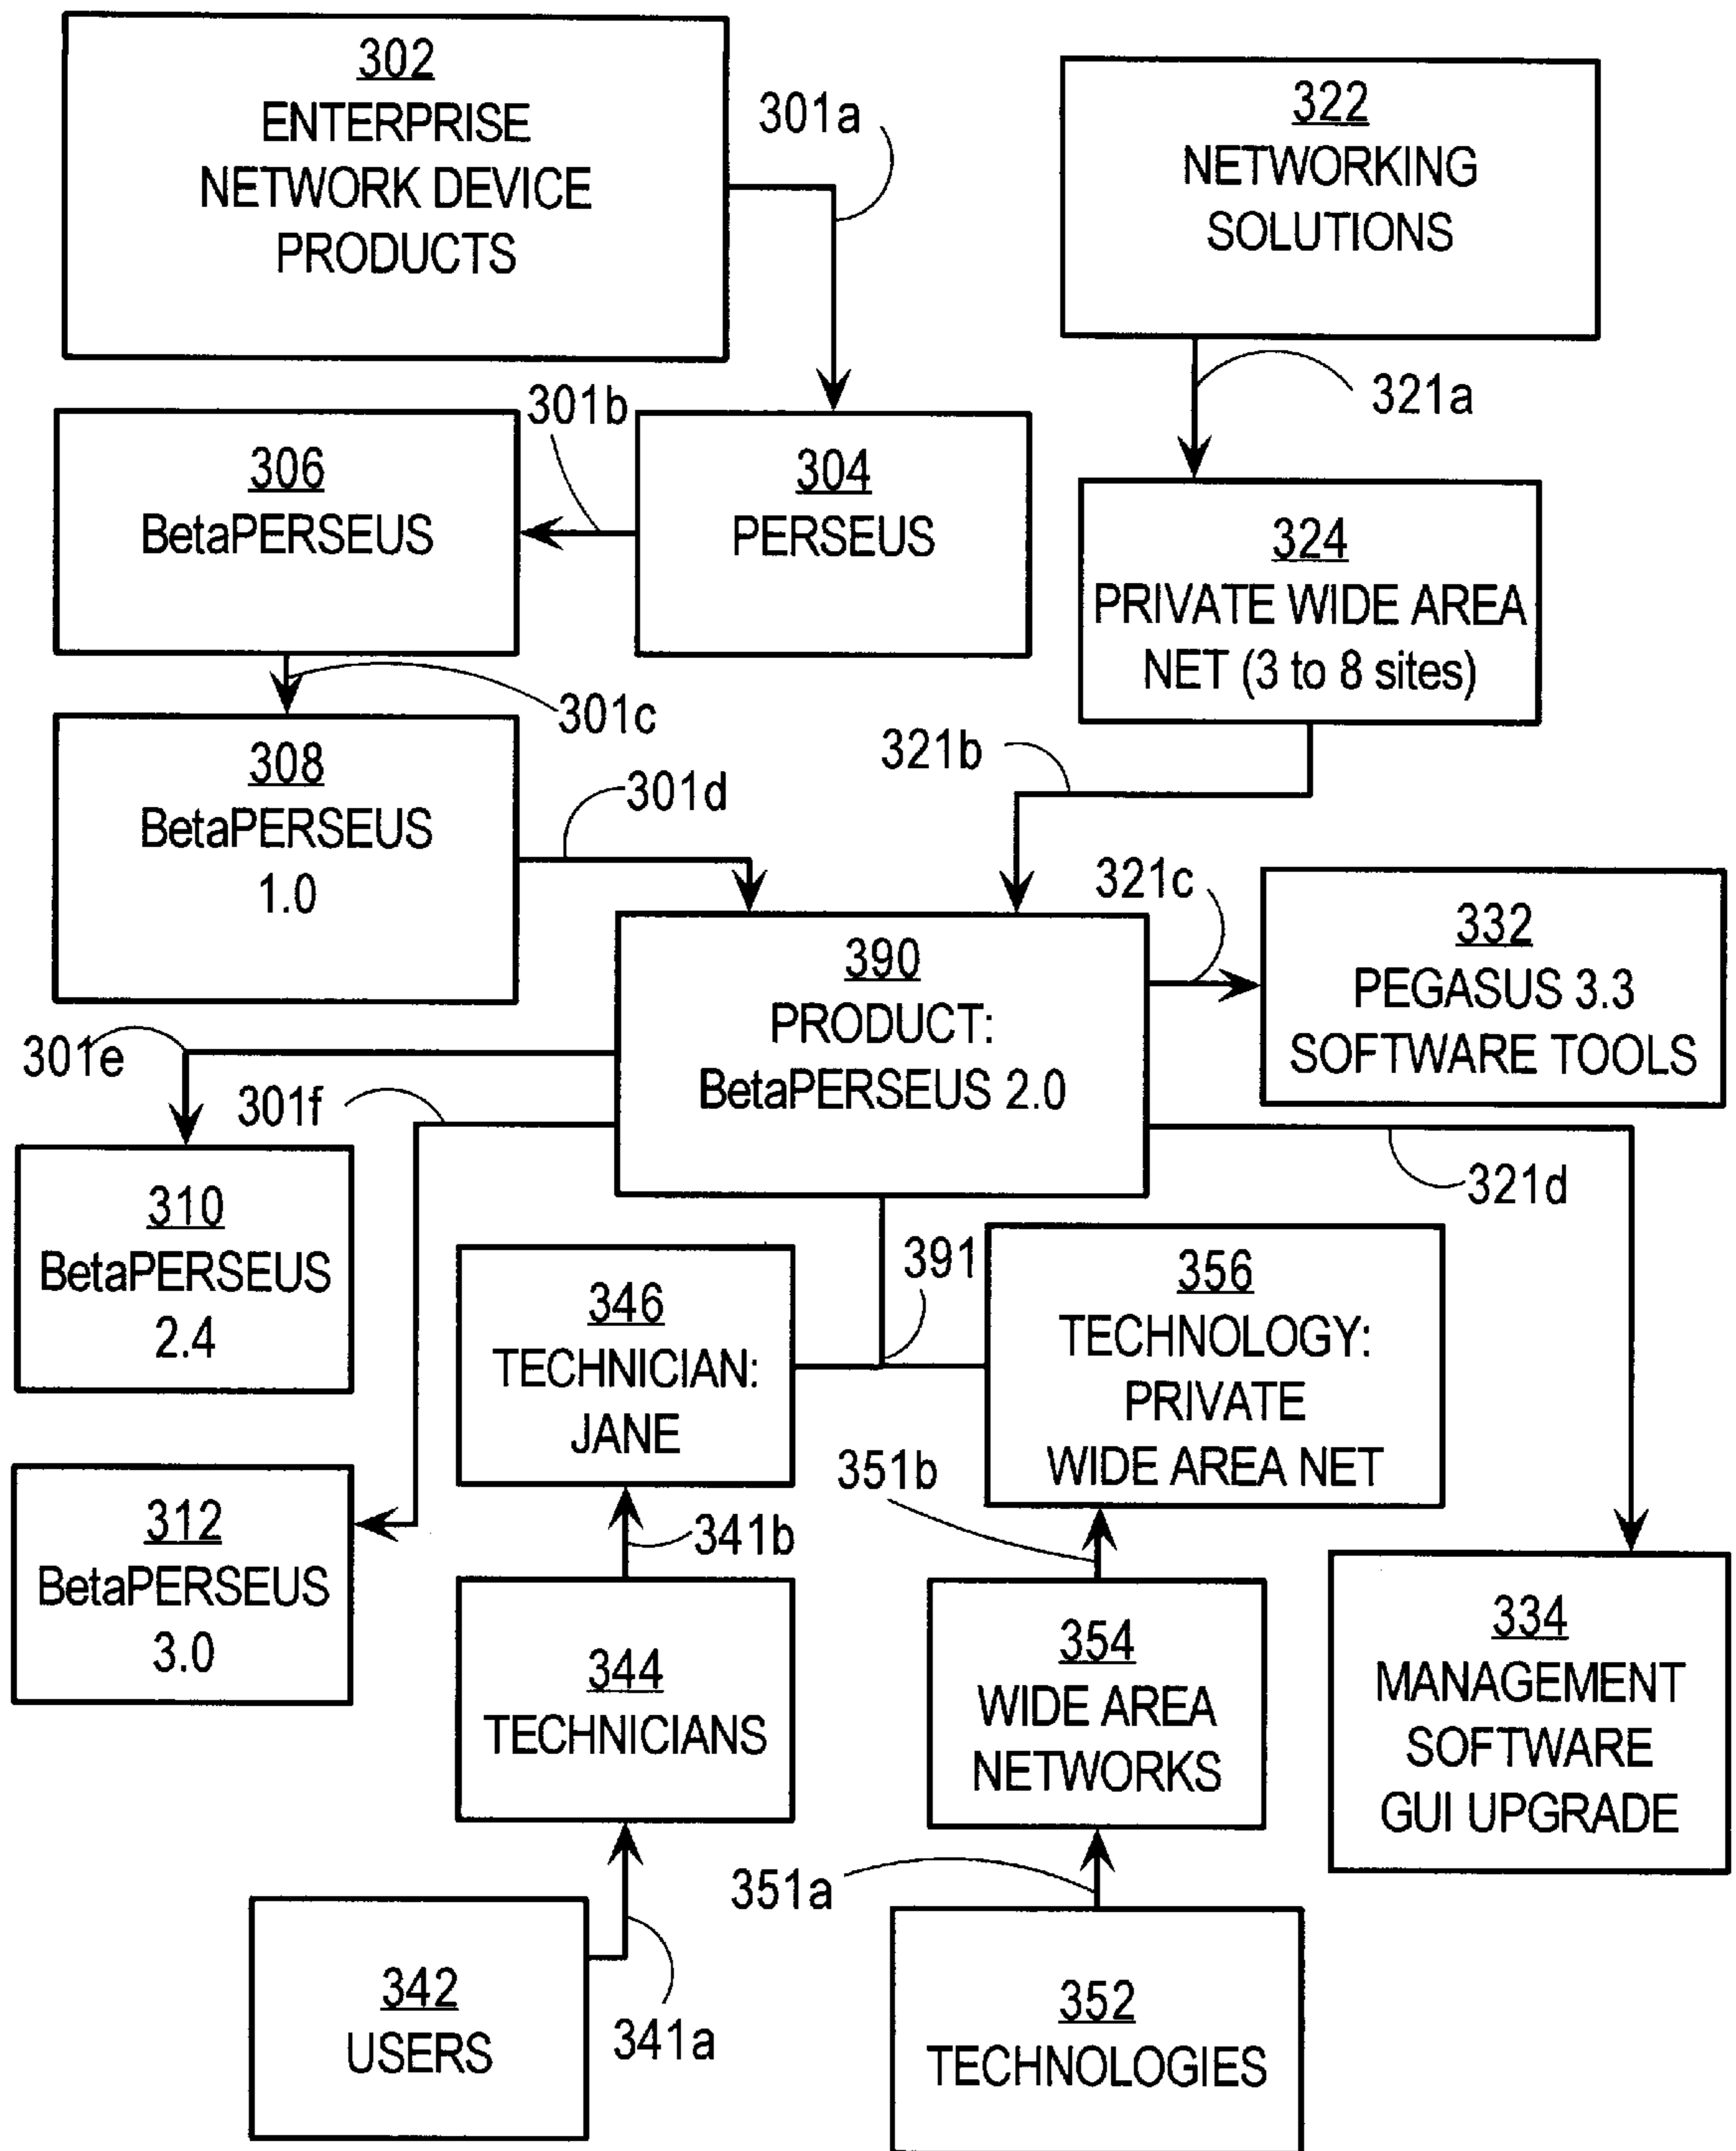 302
ENTERPRISE
NETWORK DEVICE
PRODUCTS
301a
322
NETWORKING
SOLUTIONS
321a
301b
306
BetaPERSEUS
304
PERSEUS
324
PRIVATE WIDE AREA
NET (3 to 8 sites)
301c
308
BetaPERSEUS
1.0
301d
321b
321c
390
PRODUCT:
BetaPERSEUS 2.0
332
PEGASUS 3.3
SOFTWARE TOOLS
301e
301f
321d
310
BetaPERSEUS
2.4
346
TECHNICIAN:
JANE
391
356
TECHNOLOGY:
PRIVATE
WIDE AREA NET
351b
312
BetaPERSEUS
3.0
341b
344
TECHNICIANS
354
WIDE AREA
NETWORKS
334
MANAGEMENT
SOFTWARE
GUI UPGRADE
351a
342
USERS
341a
352
TECHNOLOGIES